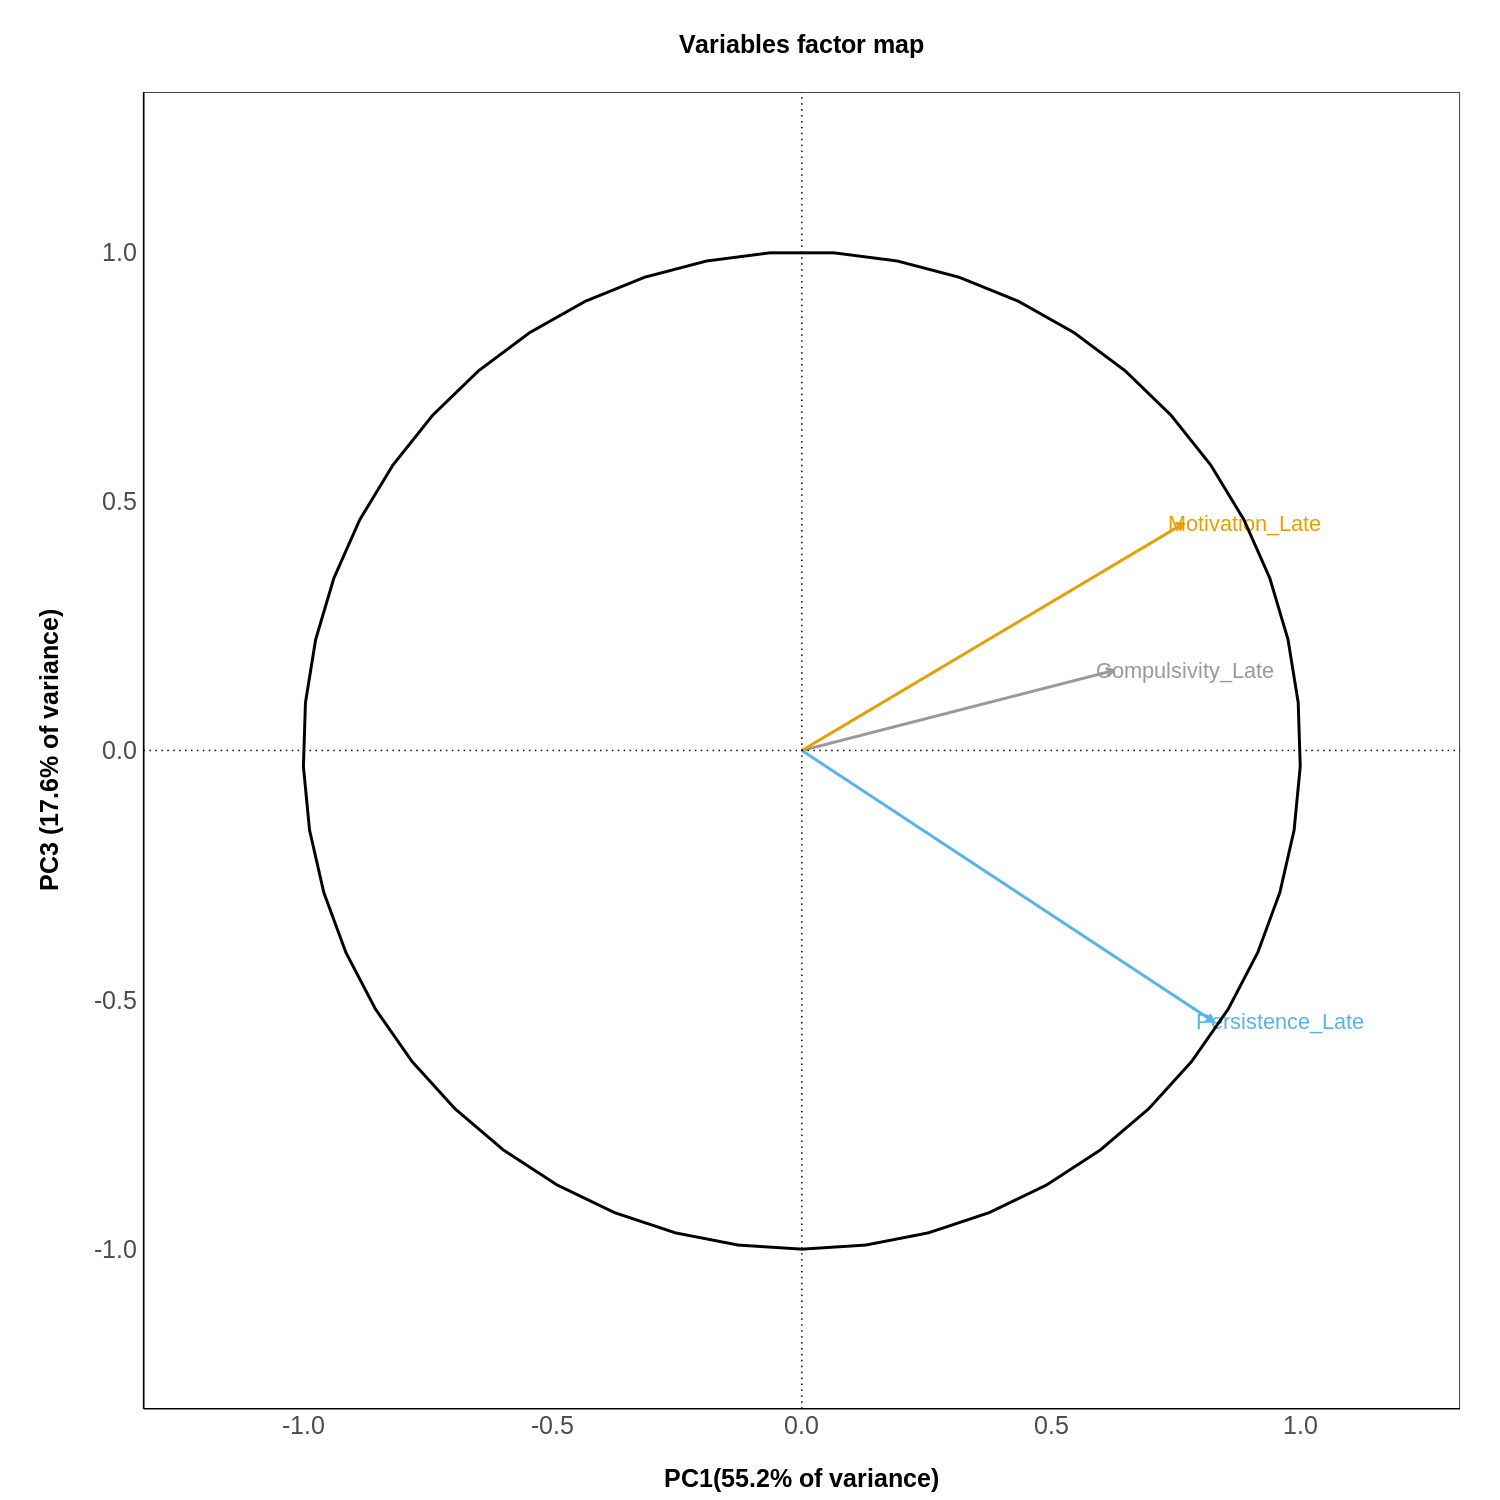 Variables factor map
PC3 (17.6% of variance)
1.0
0.5
0.0
-0.5
-1.0
Motivation_Late
Compulsivity_Late
Persistence_Late
-1.0
-0.5
0.0
0.5
1.0
PC1(55.2% of variance)